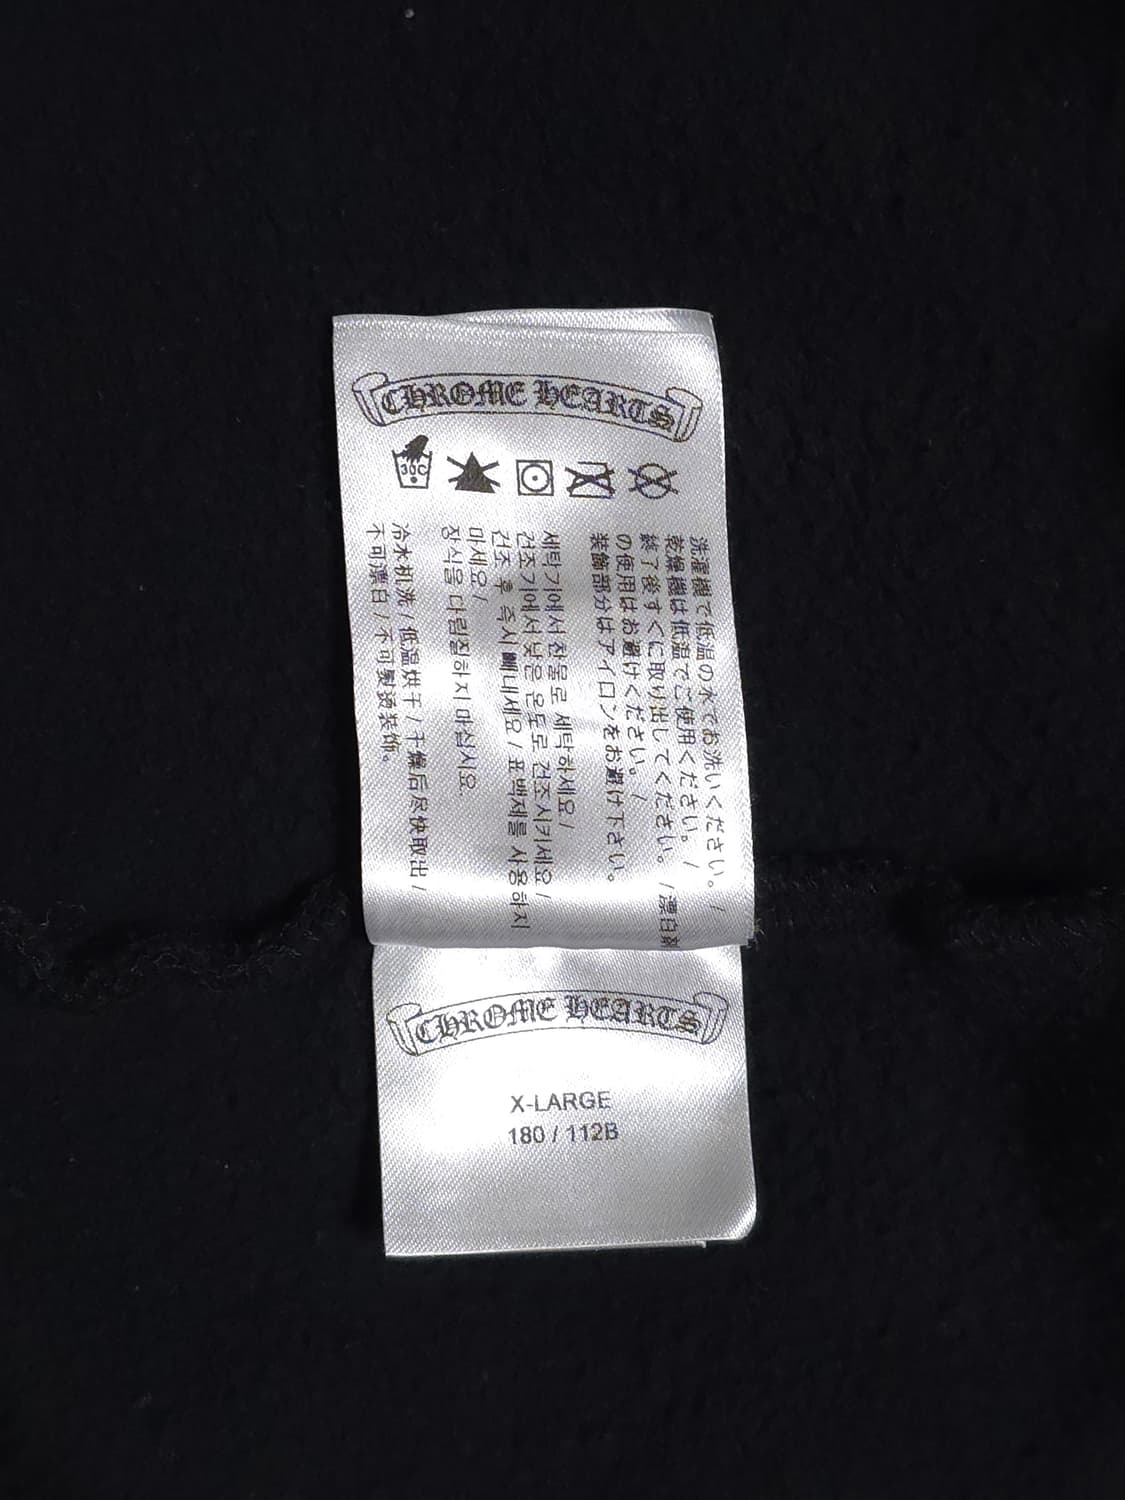 CHROME HEARTS
30C
洗濯機で低温の水でお洗いください。/
乾燥機は低温でご使用ください。/
終了後すぐに取り出してください。/漂白剤
の使用はお避けください。/
装飾部分はアイロンをお避け下さい。
세탁기에서 찬물로 세탁하세요/
건조기에서 낮은 온도로 건조시키세요/
건조 후 즉시 빼내세요/ 표백제를 사용하지
마세요/
장식을 다림질하지 마십시요.
冷水机洗/低温烘干/干燥后尽快取出/
不可漂白/不可熨烫装饰。
CHROME HEARTS
X-LARGE
180 / 112B